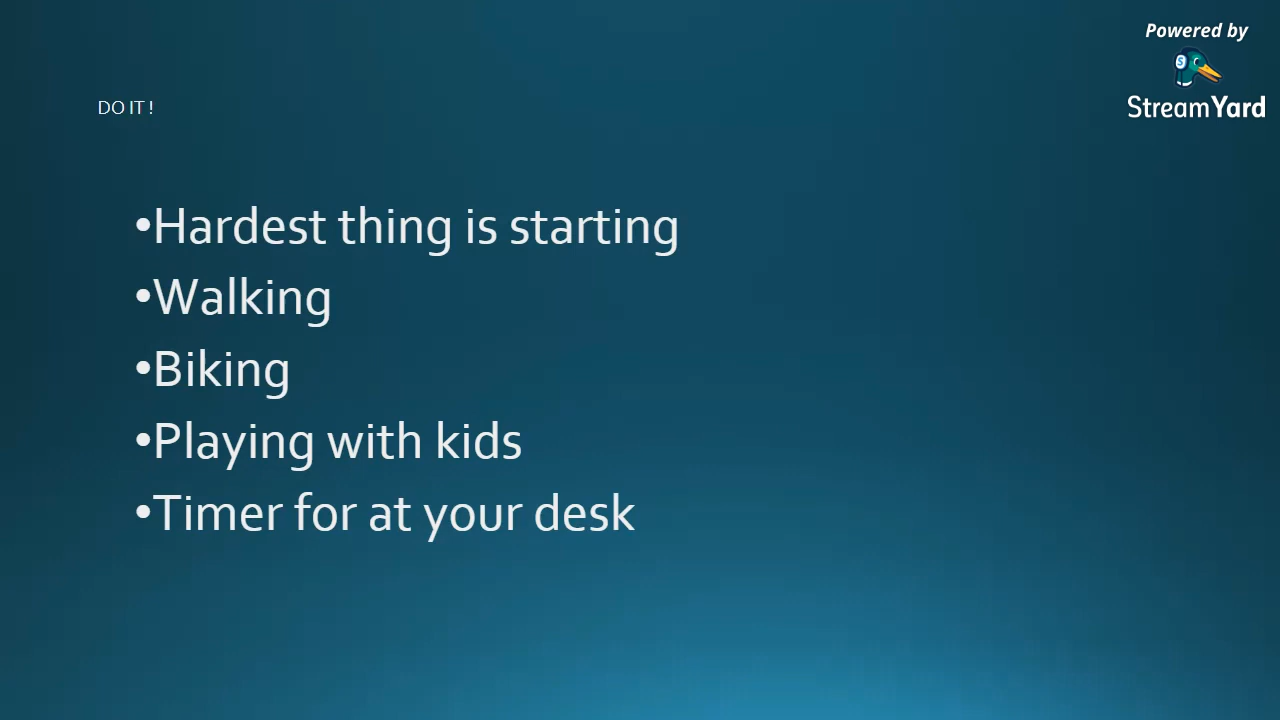 Powered by
StreamYard
DO IT !
•Hardest thing is starting
•Walking
•Biking
•Playing with kids
•Timer for at your desk